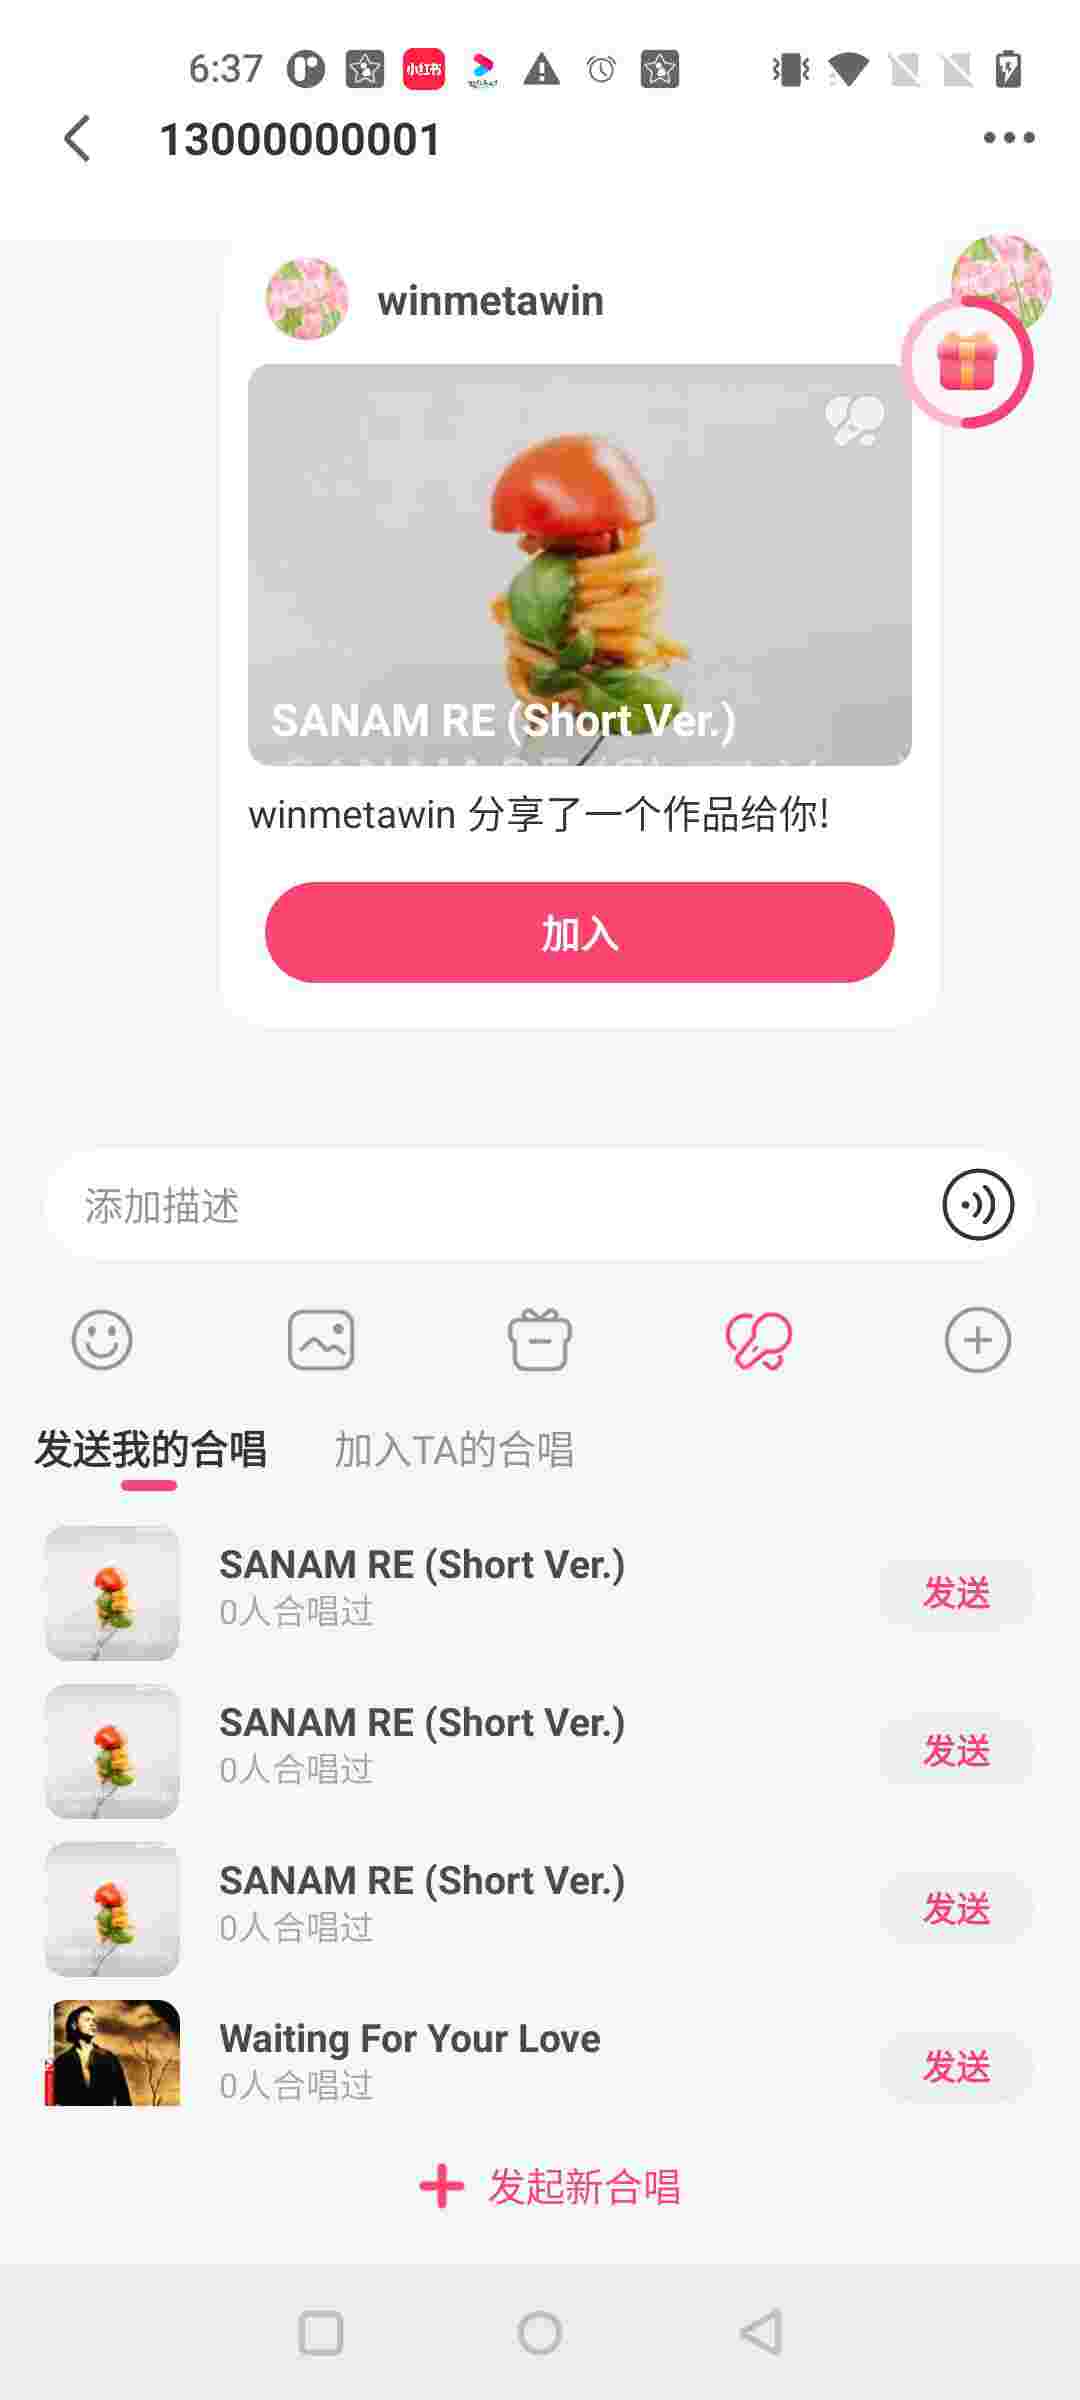 6:37
小红书
13000000001
winmetawin
SANAM RE (Short Ver.)
winmetawin 分享了一个作品给你!
加入
添加描述
发送我的合唱 加入TA的合唱
SANAM RE (Short Ver.)
0人合唱过
发送
SANAM RE (Short Ver.)
0人合唱过
发送
SANAM RE (Short Ver.)
0人合唱过
发送
Waiting For Your Love
0人合唱过
发送
发起新合唱